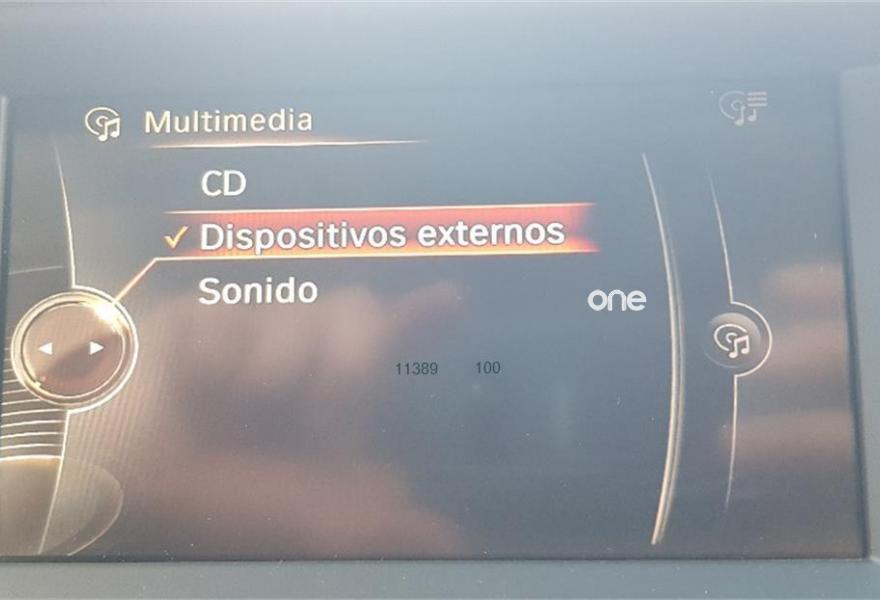 Multimedia
CD
✓ Dispositivos externos
Sonido
one
11389 100